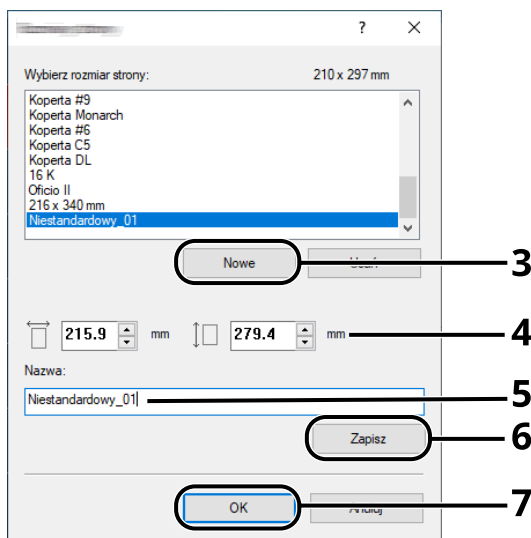 ?
Wybierz rozmiar strony: 210 x 297 mm
Koperta #9
Koperta Monarch
Koperta #6
Koperta C5
Koperta DL
16 K
Oficio II
216 x 340 mm
Niestandardowy_01
Nowe 3
215.9 mm 279.4 mm 4
Nazwa:
Niestandardowy_01 5
Zapisz 6
OK Anuluj 7